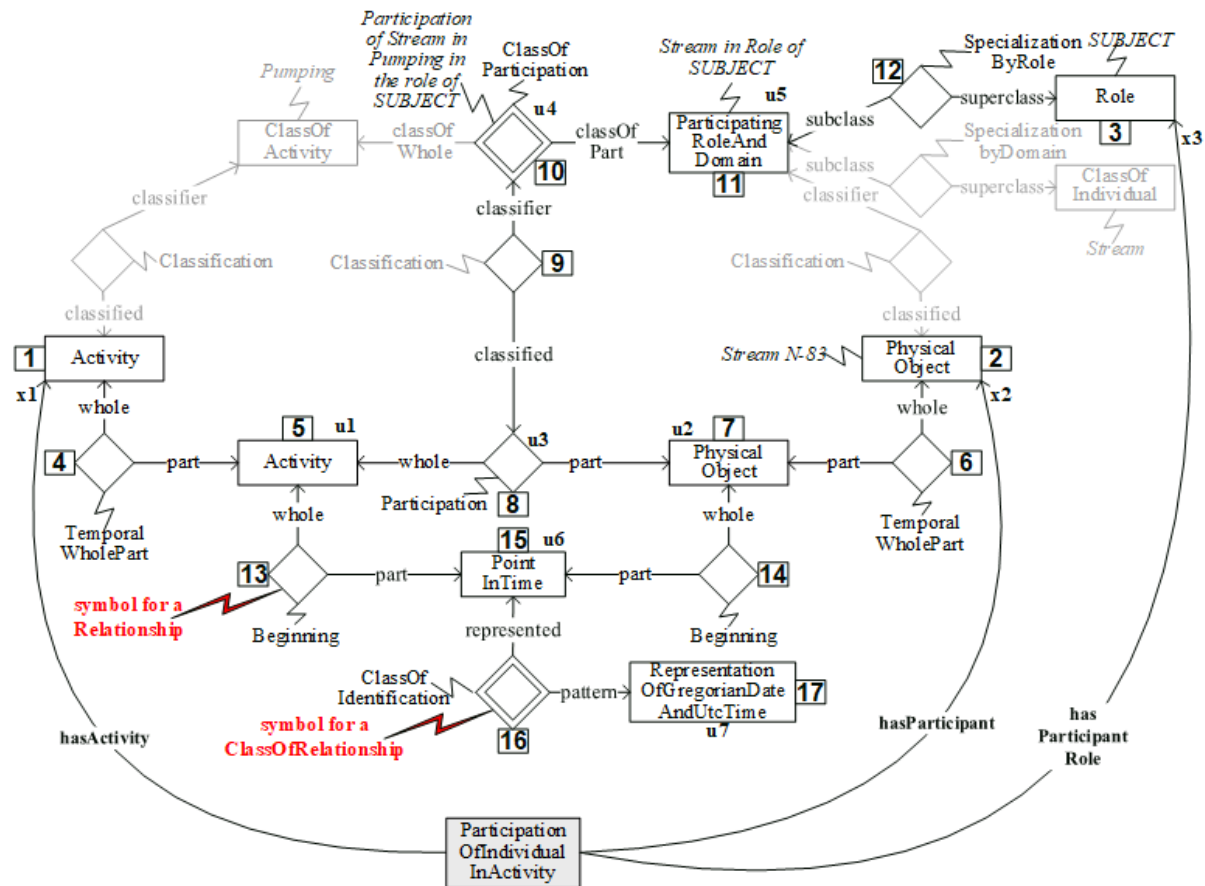 Participation
of Stream in
Pumping in
the role of
SUBJECT
ClassOf
Participation
u4
Stream in Role of
SUBJECT
u5
12
Specialization
ByRole
SUBJECT
Pumping
ClassOf
Activity
classOf
Whole
10
classOf
Part
Participating
RoleAnd
Domain
11
subclass
superclass
Role
3
x3
subclass
classifier
Specialization
byDomain
superclass
ClassOf
Individual
Stream
classifier
classifier
Classification
Classification
9
Classification
classified
classified
classified
1
Activity
x1
Stream N-83
Physical
Object
2
x2
whole
whole
5
u1
u3
u2
7
4
part
Activity
whole
part
Physical
Object
part
6
Participation
8
Temporal
WholePart
Temporal
WholePart
whole
whole
15
u6
13
part
Point
InTime
part
14
symbol for a
Relationship
Beginning
represented
Beginning
ClassOf
Identification
pattern
Representation
OfGregorianDate
AndUtcTime
17
u7
symbol for a
ClassOfRelationship
16
hasActivity
hasParticipant
has
Participant
Role
Participation
OfIndividual
InActivity